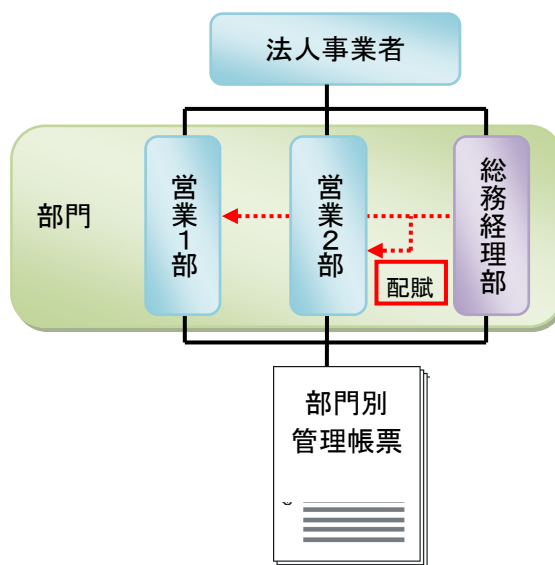 法人事業者
部門
営業1部
営業2部
総務経理部
配賦
部門別
管理帳票